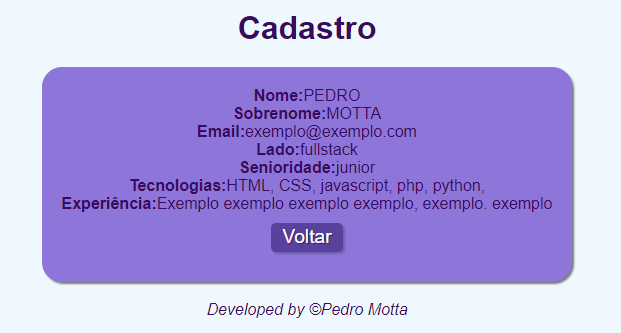 Cadastro
Nome:PEDRO
Sobrenome:MOTTA
Email:exemplo@exemplo.com
Lado:fullstack
Senioridade:junior
Tecnologias:HTML, CSS, javascript, php, python,
Experiência:Exemplo exemplo exemplo exemplo, exemplo. exemplo
Voltar
Developed by ©Pedro Motta